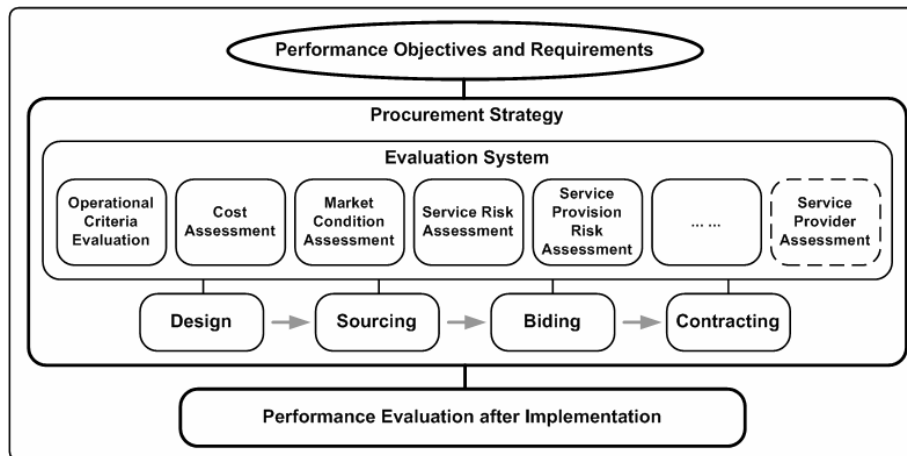 Performance Objectives and Requirements
Procurement Strategy
Evaluation System
Operational
Criteria
Evaluation
Cost
Assessment
Market
Condition
Assessment
Service Risk
Assessment
Service
Provision
Risk
Assessment
... ...
Service
Provider
Assessment
Design
Sourcing
Biding
Contracting
Performance Evaluation after Implementation